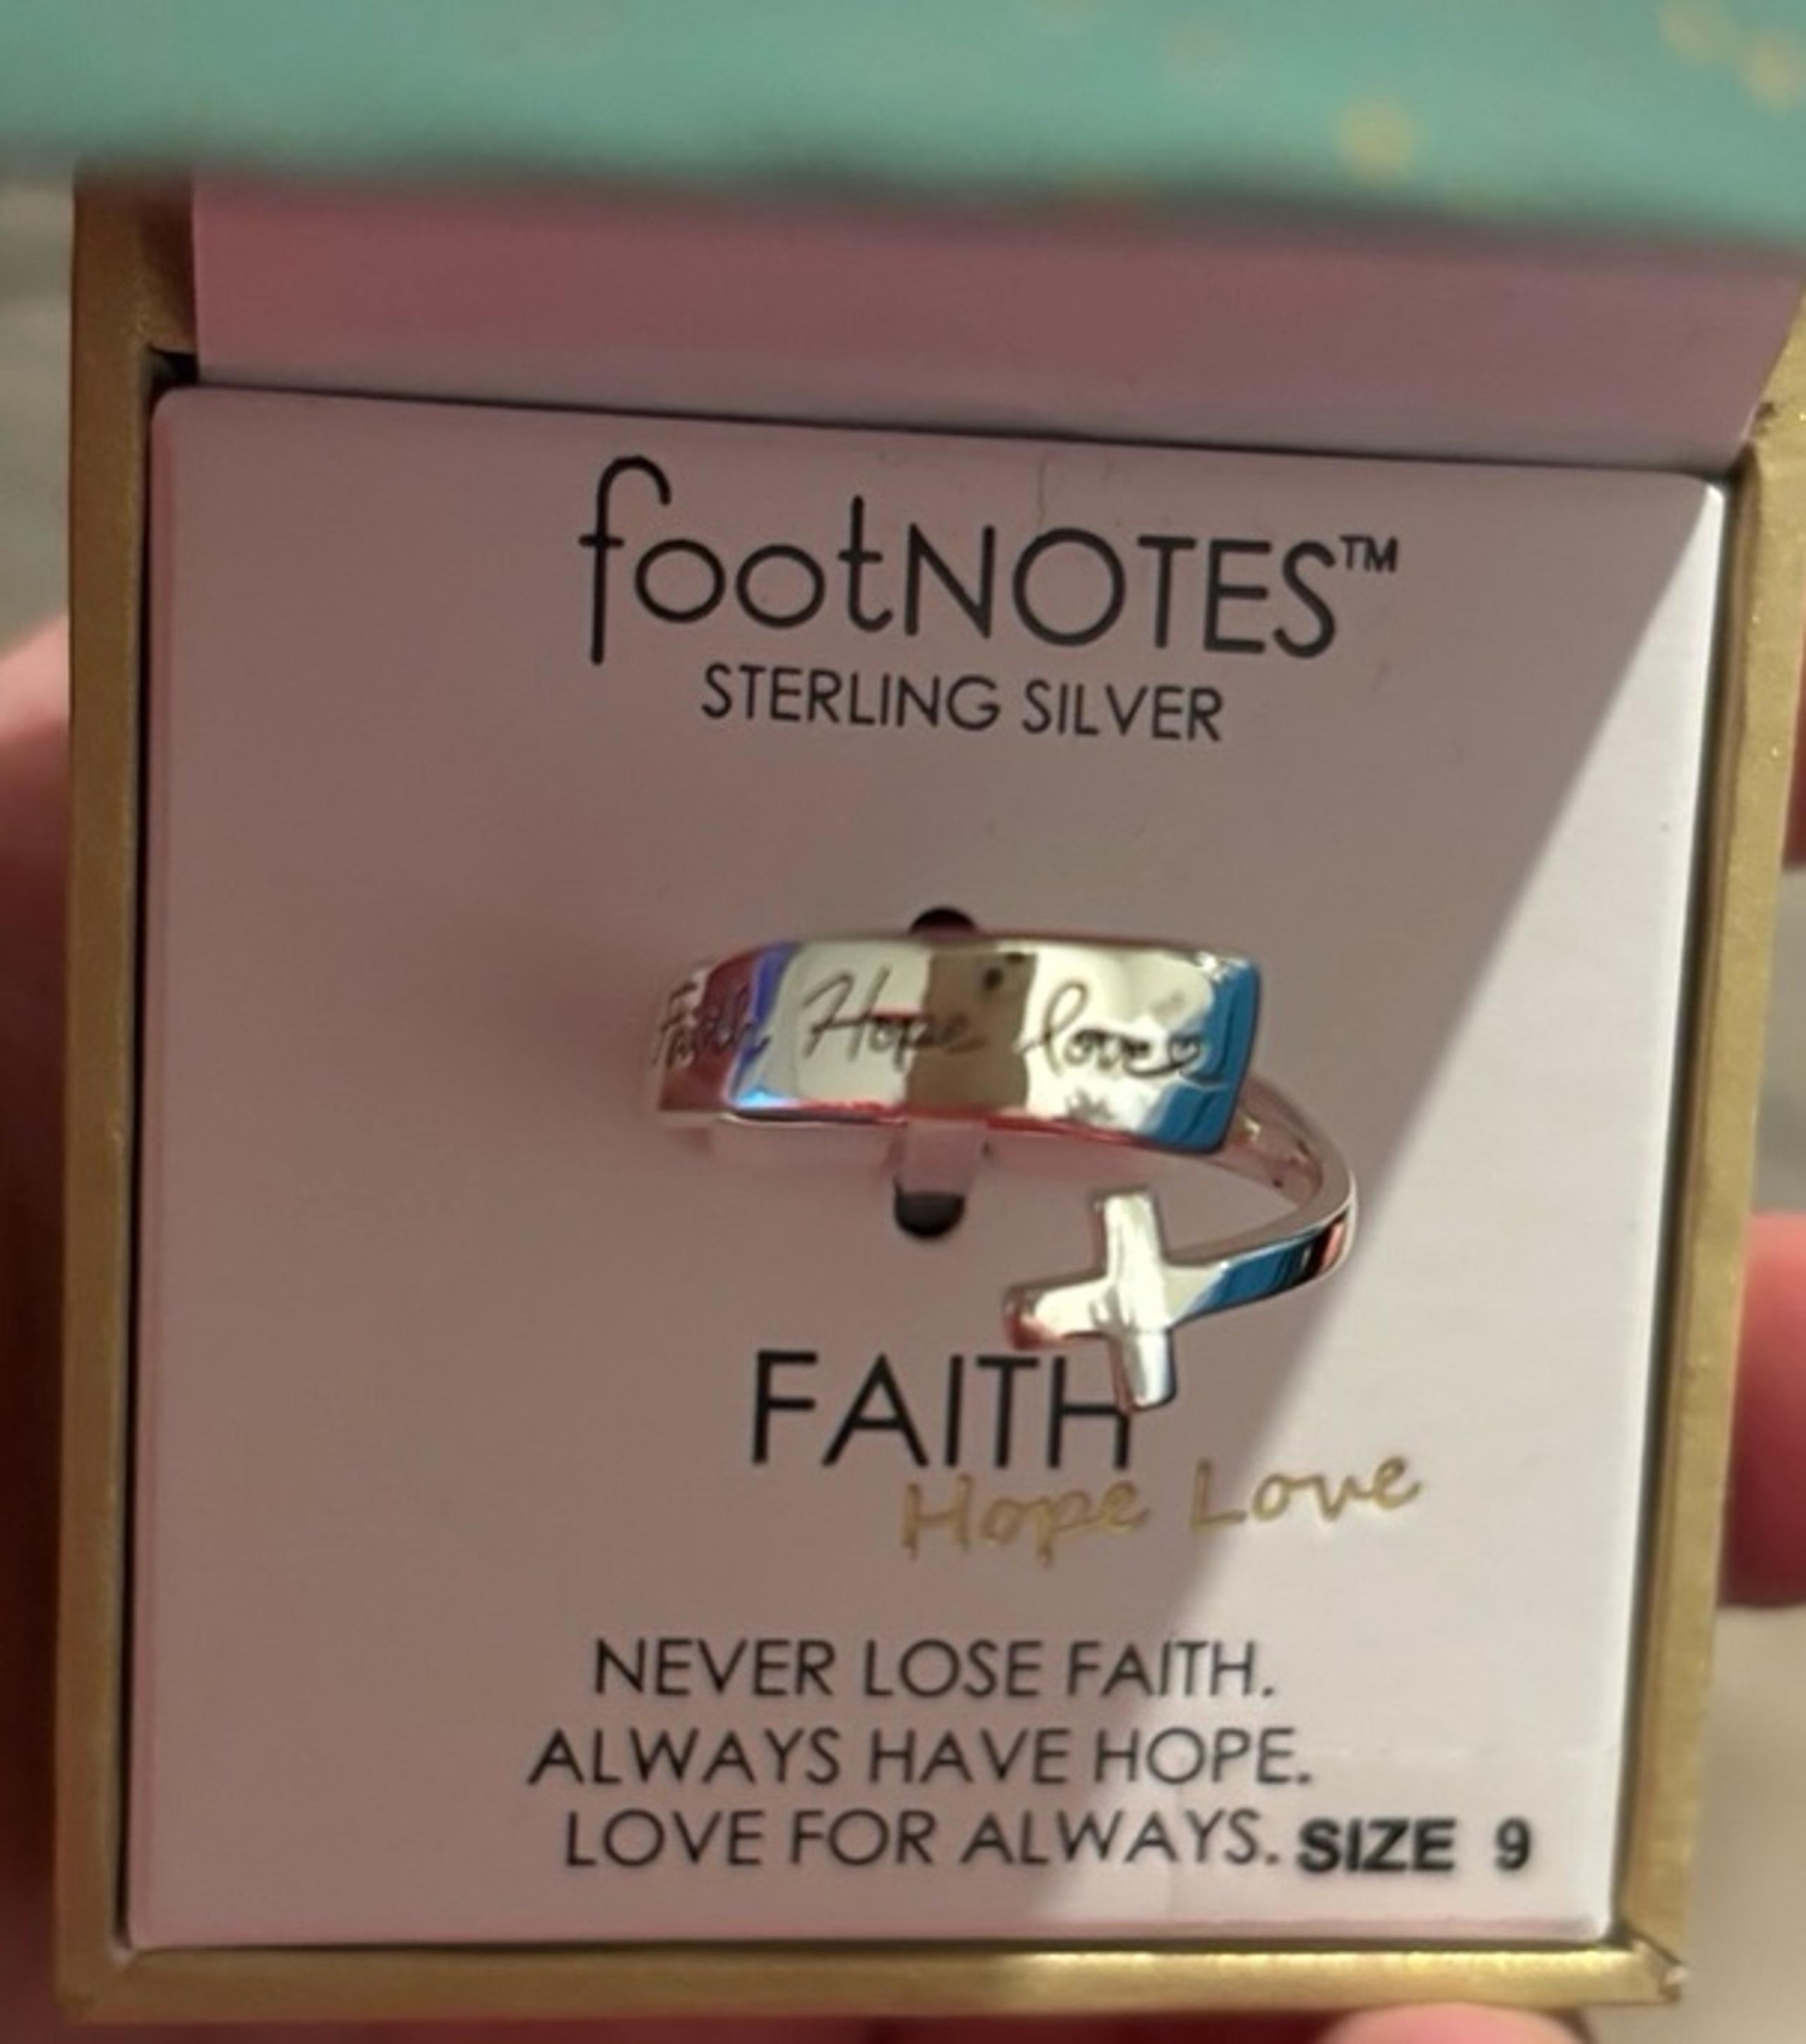 footNOTES™
STERLING SILVER
Faith Hope love
FAITH
Hope Love
NEVER LOSE FAITH.
ALWAYS HAVE HOPE.
LOVE FOR ALWAYS. SIZE 9